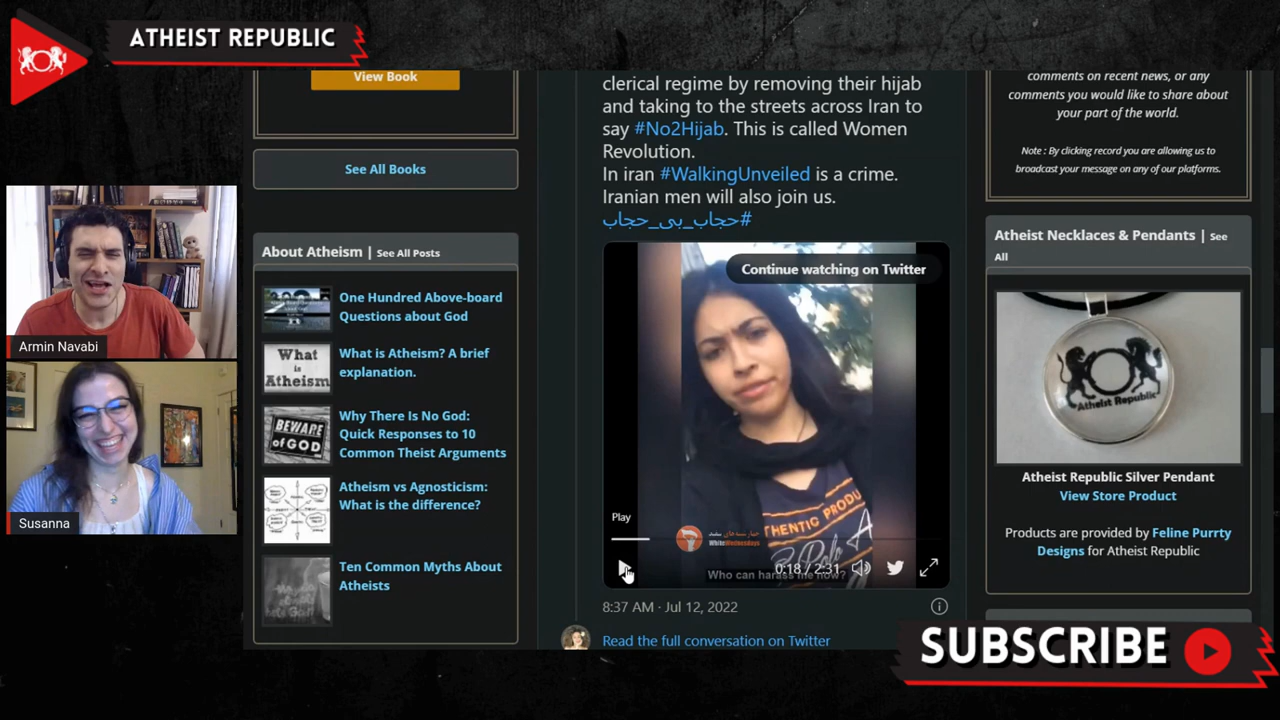 ATHEIST REPUBLIC
View Book
See All Books
About Atheism | See All Posts
One Hundred Above-board
Questions about God
What is Atheism? A brief
explanation.
What
is
Atheism
Why There Is No God:
Quick Responses to 10
Common Theist Arguments
BEWARE
of GOD
Atheism vs Agnosticism:
What is the difference?
Ten Common Myths About
Atheists
Armin Navabi
Susanna
clerical regime by removing their hijab
and taking to the streets across Iran to
say #No2Hijab. This is called Women
Revolution.
In iran #WalkingUnveiled is a crime.
Iranian men will also join us.
#حجاب_بی_حجاب
Continue watching on Twitter
Play
WhiteWednesdays
Who can harass me now?
0:18 / 2:31
8:37 AM · Jul 12, 2022
Read the full conversation on Twitter
comments on recent news, or any
comments you would like to share about
your part of the world.
Note : By clicking record you are allowing us to
broadcast your message on any of our platforms.
Atheist Necklaces & Pendants | See
All
Atheist Republic
Atheist Republic Silver Pendant
View Store Product
Products are provided by Feline Purrty
Designs for Atheist Republic
SUBSCRIBE